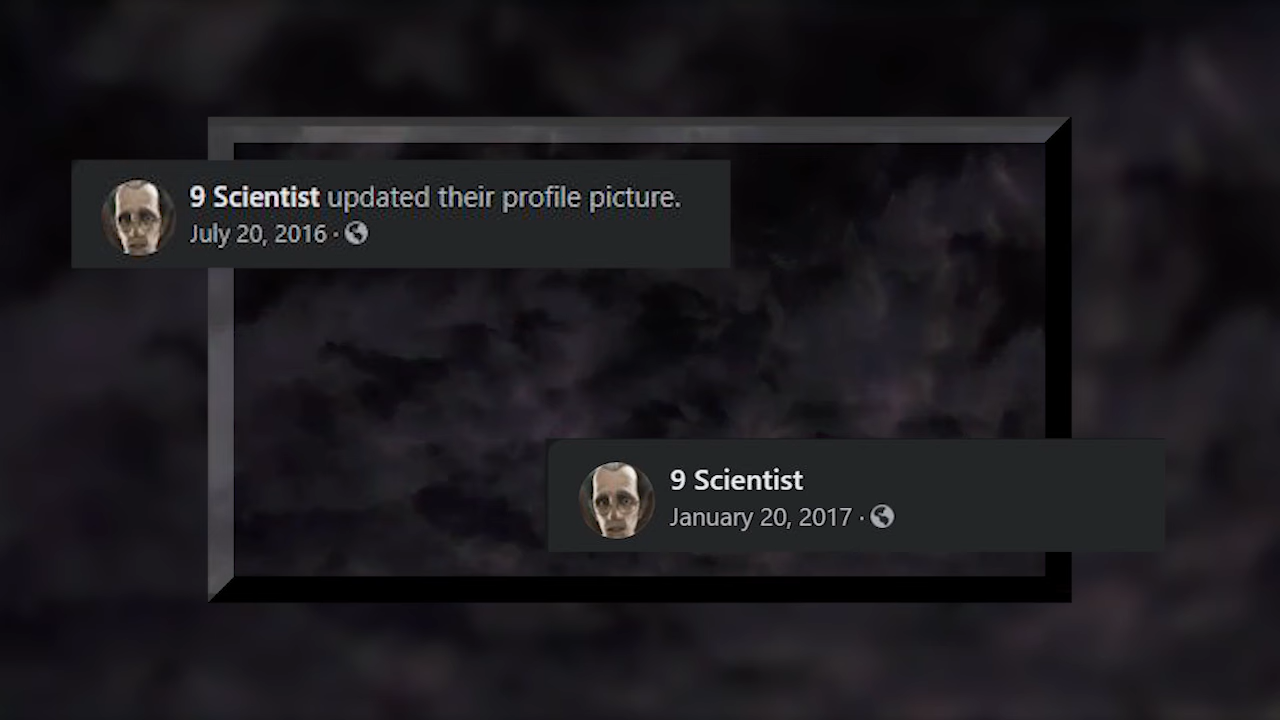 9 Scientist updated their profile picture.
July 20, 2016 ·
9 Scientist
January 20, 2017 ·